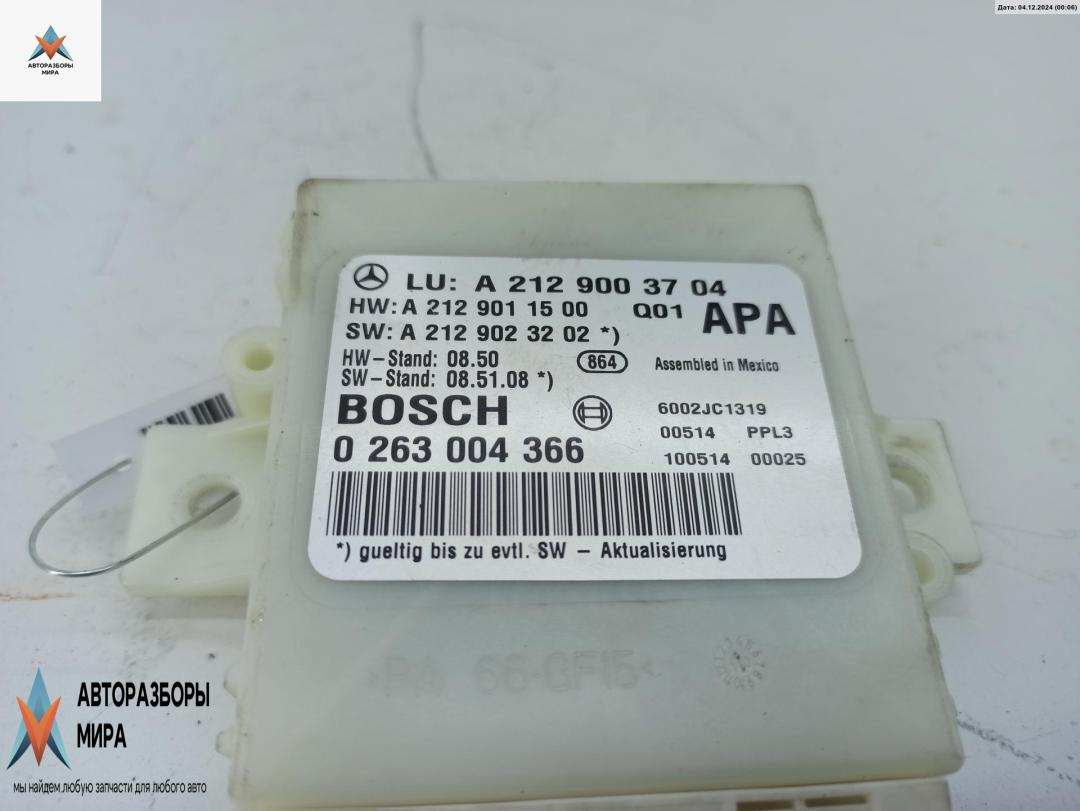 Дата: 04.12.2024 (00:06)
АВТОРАЗБОРЫ
МИРА
LU: A 212 900 37 04
HW: A 212 901 15 00 Q01 APA
SW: A 212 902 32 02 *)
HW-Stand: 08.50 864 Assembled in Mexico
SW-Stand: 08.51.08 *)
BOSCH 6002JC1319
00514 PPL3
0 263 004 366 100514 00025
*) gueltig bis zu evtl. SW - Aktualisierung
>PA 66-GF15<
АВТОРАЗБОРЫ
МИРА
мы найдем любую запчасти для любого авто